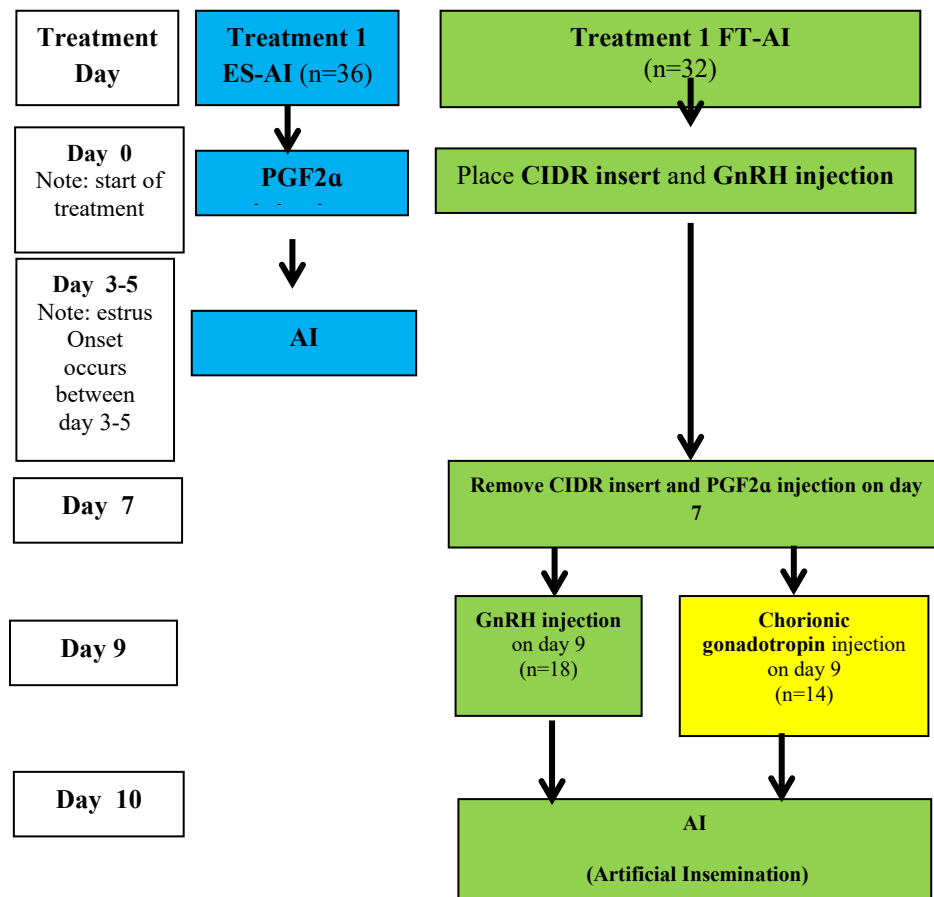 Treatment
Day
Treatment 1
ES-AI (n=36)
Treatment 1 FT-AI
(n=32)
Day 0
Note: start of
treatment
PGF2α
Place CIDR insert and GnRH injection
Day 3-5
Note: estrus
Onset
occurs
between
day 3-5
AI
Day 7
Remove CIDR insert and PGF2α injection on day
7
Day 9
GnRH injection
on day 9
(n=18)
Chorionic
gonadotropin injection
on day 9
(n=14)
Day 10
AI
(Artificial Insemination)